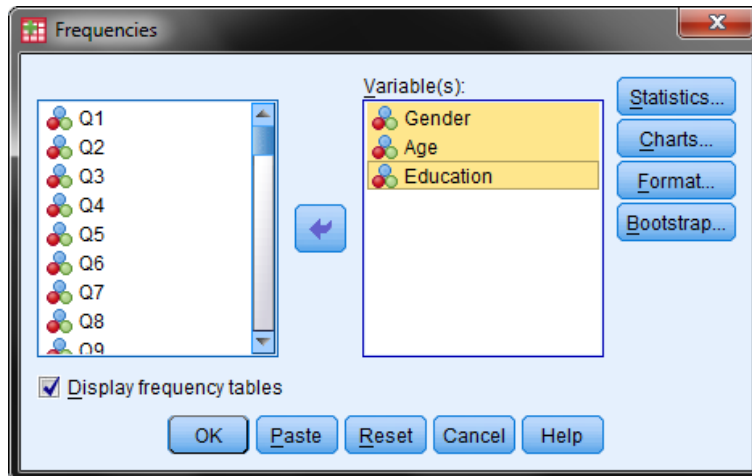 Frequencies
Variable(s):
Q1
Q2
Q3
Q4
Q5
Q6
Q7
Q8
Q9
Gender
Age
Education
Statistics...
Charts...
Format...
Bootstrap...
Display frequency tables
OK
Paste
Reset
Cancel
Help